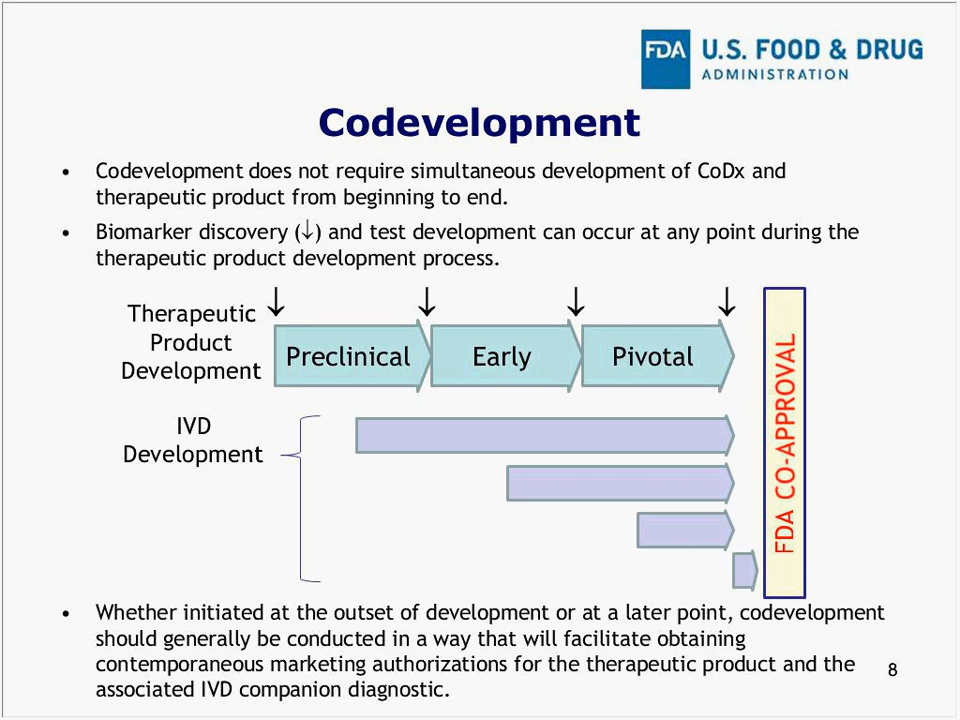 FDA U.S. FOOD & DRUG
ADMINISTRATION
Codevelopment
• Codevelopment does not require simultaneous development of CoDx and
therapeutic product from beginning to end.
• Biomarker discovery (↓) and test development can occur at any point during the
therapeutic product development process.
↓ ↓ ↓ ↓
Therapeutic
Product
Development
Preclinical Early Pivotal
IVD
Development
FDA CO-APPROVAL
• Whether initiated at the outset of development or at a later point, codevelopment
should generally be conducted in a way that will facilitate obtaining
contemporaneous marketing authorizations for the therapeutic product and the
associated IVD companion diagnostic.
8